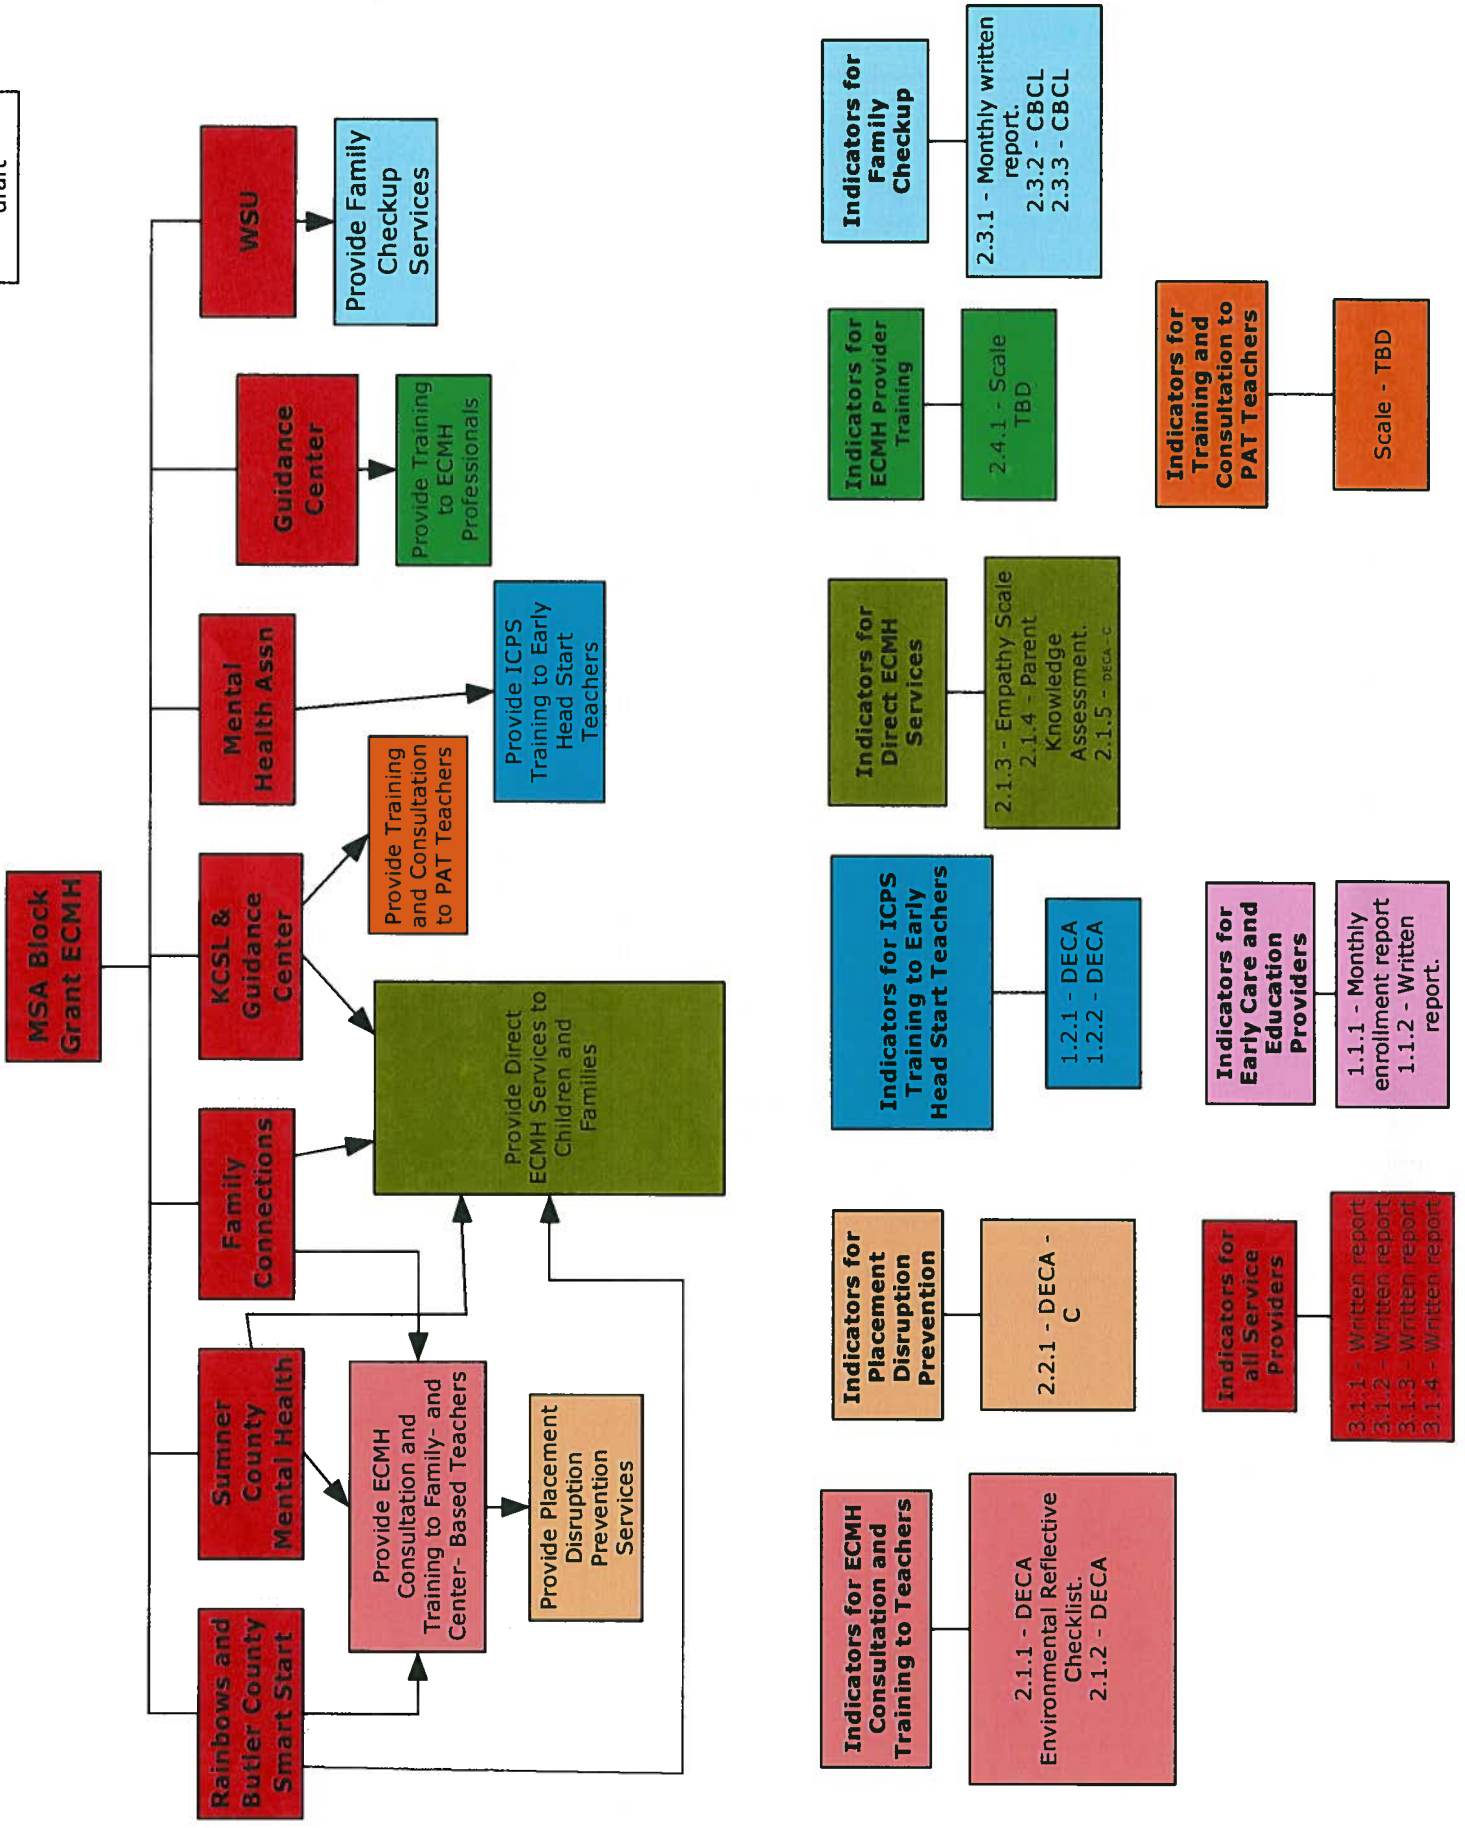 draft
MSA Block
Grant ECMH
Rainbows and
Butler County
Smart Start
Sumner
County
Mental Health
Family
Connections
KCSL &
Guidance
Center
Mental
Health Assn
Guidance
Center
WSU
Provide ECMH
Consultation and
Training to Family- and
Center- Based Teachers
Provide Direct
ECMH Services to
Children and
Families
Provide Training
and Consultation
to PAT Teachers
Provide ICPS
Training to Early
Head Start
Teachers
Provide Training
to ECMH
Professionals
Provide Family
Checkup
Services
Provide Placement
Disruption
Prevention
Services
Indicators for ECMH
Consultation and
Training to Teachers
2.1.1 - DECA
Environmental Reflective
Checklist.
2.1.2 - DECA
Indicators for
Placement
Disruption
Prevention
2.2.1 - DECA -
C
Indicators for ICPS
Training to Early
Head Start Teachers
1.2.1 - DECA
1.2.2 - DECA
Indicators for
Direct ECMH
Services
2.1.3 - Empathy Scale
2.1.4 - Parent
Knowledge
Assessment.
2.1.5 - DECA - C
Indicators for
ECMH Provider
Training
2.4.1 - Scale
TBD
Indicators for
Family
Checkup
2.3.1 - Monthly written
report.
2.3.2 - CBCL
2.3.3 - CBCL
Indicators for
all Service
Providers
3.1.1 - Written report
3.1.2 - Written report
3.1.3 - Written report
3.1.4 - Written report
Indicators for
Early Care and
Education
Providers
1.1.1 - Monthly
enrollment report
1.1.2 - Written
report.
Indicators for
Training and
Consultation to
PAT Teachers
Scale - TBD